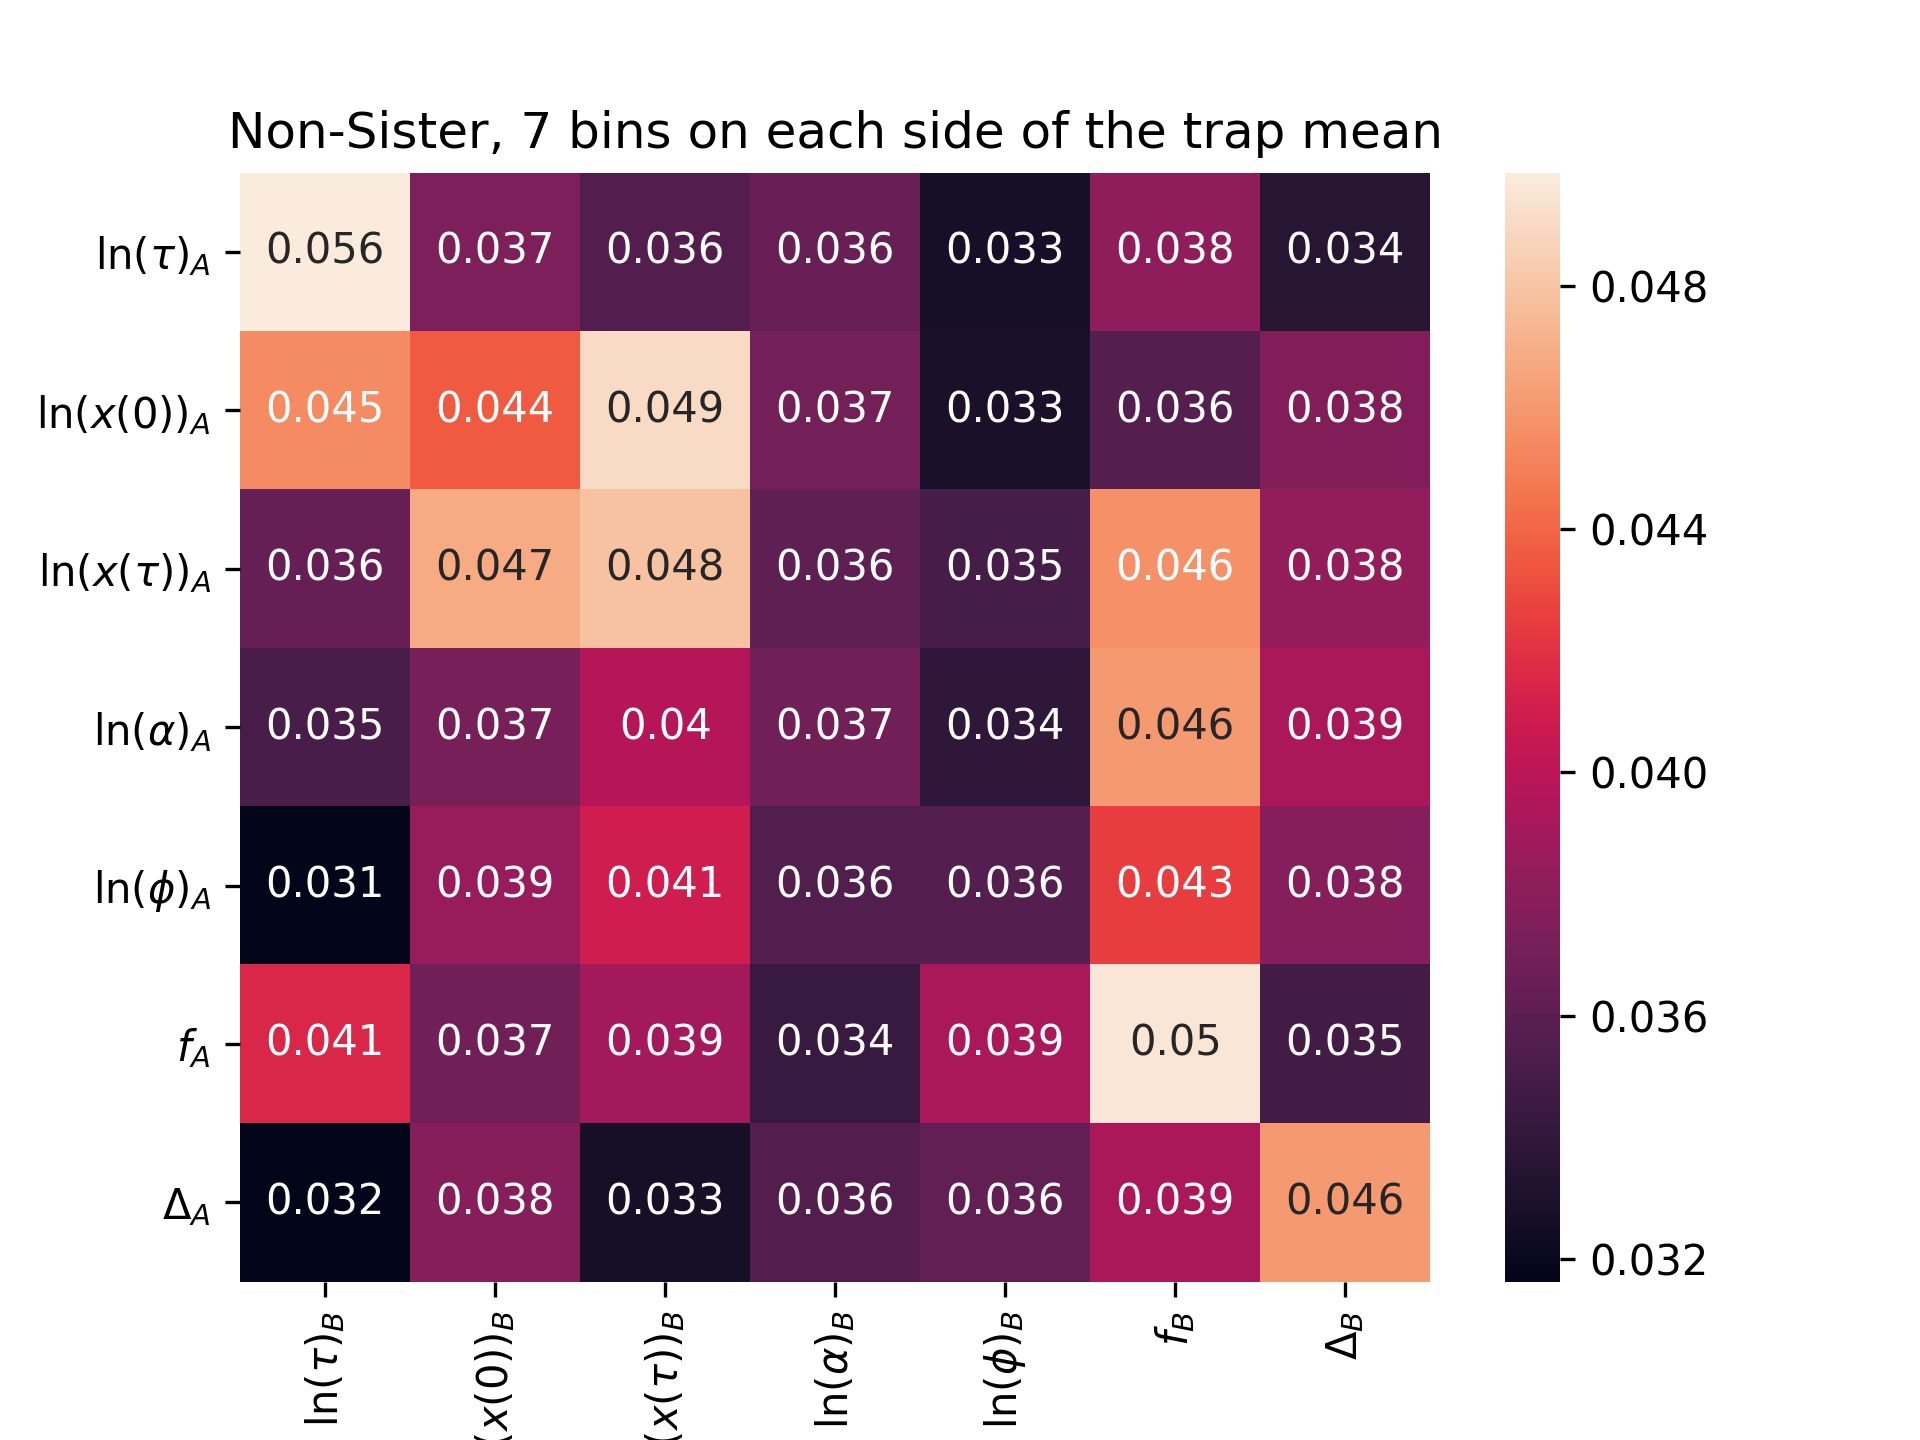 Non-Sister, 7 bins on each side of the trap mean
ln(τ)_A 0.056 0.037 0.036 0.036 0.033 0.038 0.034
ln(x(0))_A 0.045 0.044 0.049 0.037 0.033 0.036 0.038
ln(x(τ))_A 0.036 0.047 0.048 0.036 0.035 0.046 0.038
ln(α)_A 0.035 0.037 0.04 0.037 0.034 0.046 0.039
ln(ϕ)_A 0.031 0.039 0.041 0.036 0.036 0.043 0.038
f_A 0.041 0.037 0.039 0.034 0.039 0.05 0.035
Δ_A 0.032 0.038 0.033 0.036 0.036 0.039 0.046
ln(τ)_B (x(0))_B (x(τ))_B ln(α)_B ln(ϕ)_B f_B Δ_B
0.048
0.044
0.040
0.036
0.032